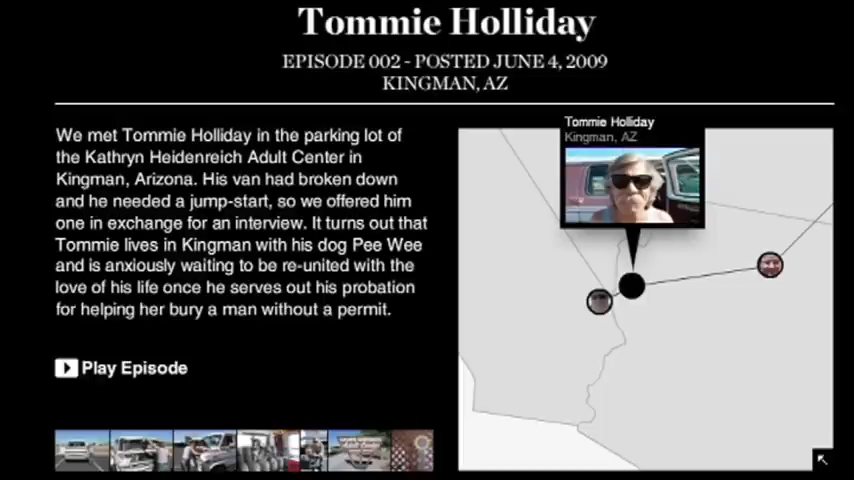 Tommie Holliday
EPISODE 002 - POSTED JUNE 4, 2009
KINGMAN, AZ
We met Tommie Holliday in the parking lot of
the Kathryn Heidenreich Adult Center in
Kingman, Arizona. His van had broken down
and he needed a jump-start, so we offered him
one in exchange for an interview. It turns out that
Tommie lives in Kingman with his dog Pee Wee
and is anxiously waiting to be re-united with the
love of his life once he serves out his probation
for helping her bury a man without a permit.
Play Episode
Tommie Holliday
Kingman, AZ
Adult Center